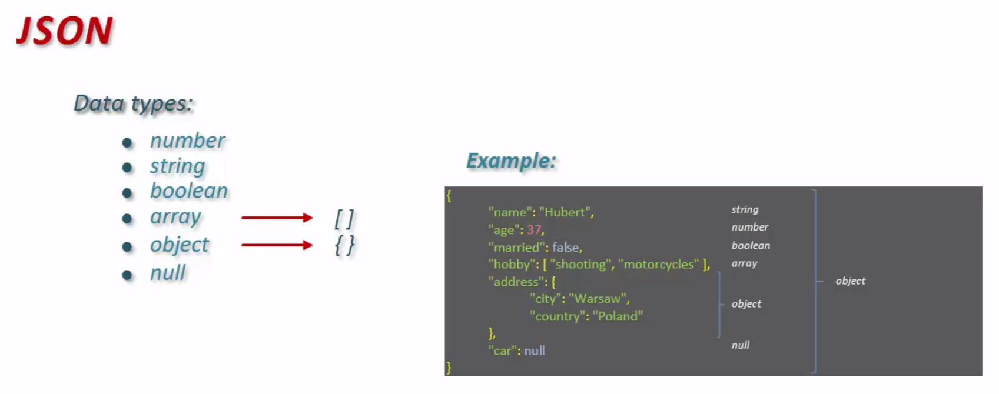 JSON
Data types:
number
string
boolean
array [ ]
object { }
null
Example:
{
"name": "Hubert", string
"age": 37, number
"married": false, boolean
"hobby": [ "shooting", "motorcycles" ], array
"address": {
"city": "Warsaw",
"country": "Poland"
},
object
"car": null
null
}
object